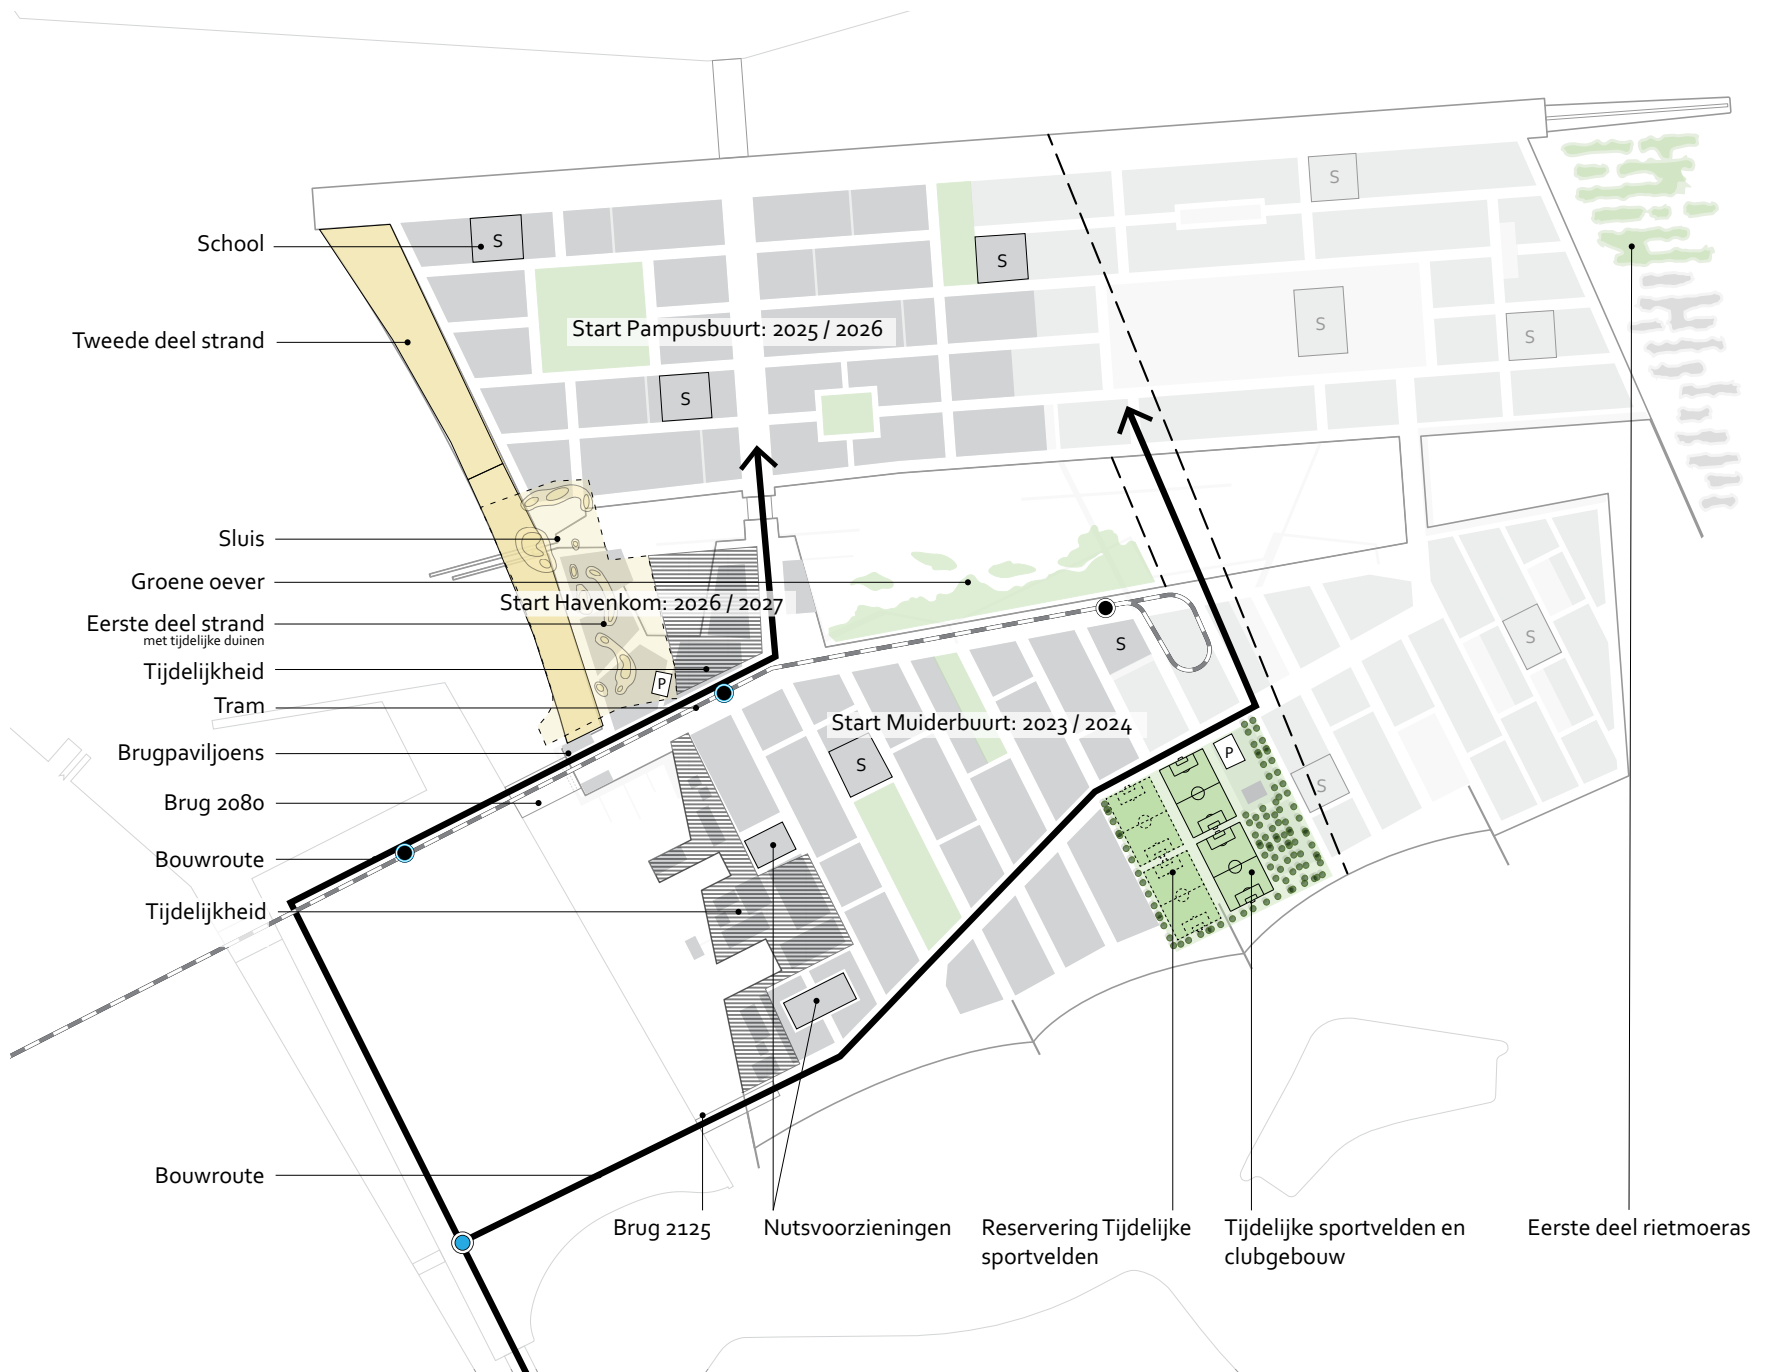 S
School
S
S
S
Start Pampusbuurt: 2025 / 2026
S
S
Tweede deel strand
S
Sluis
Groene oever
Start Havenkom: 2026 / 2027
Eerste deel strand
met tijdelijke duinen
S
S
Tijdelijkheid
P
Tram
Start Muiderbuurt: 2023 / 2024
Brugpaviljoens
P
S
S
Brug 2080
Bouwroute
Tijdelijkheid
Bouwroute
Brug 2125
Nutsvoorzieningen
Reservering Tijdelijke
sportvelden
Tijdelijke sportvelden en
clubgebouw
Eerste deel rietmoeras